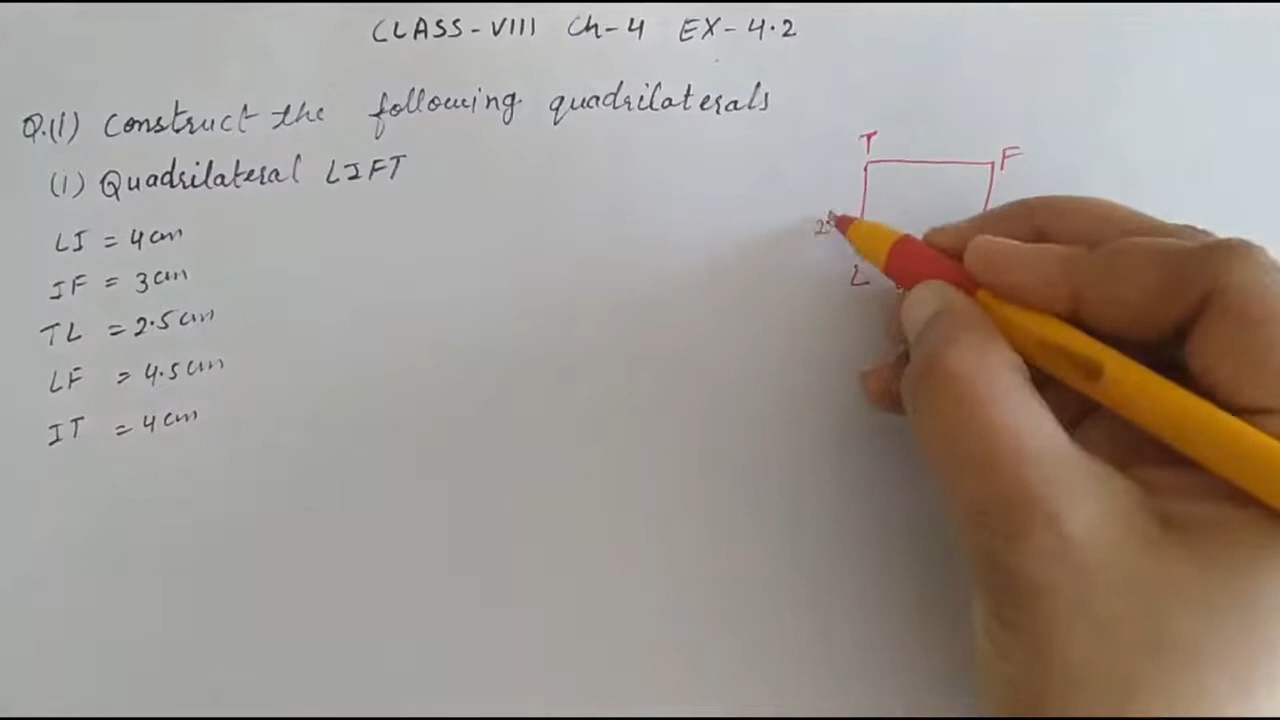 CLASS-VIII Ch-4 EX-4.2
Q.(1) Construct the following quadrilaterals
(i) Quadrilateral LIFT
LI = 4cm
IF = 3cm
TL = 2.5cm
LF = 4.5cm
IT = 4cm
T
F
L